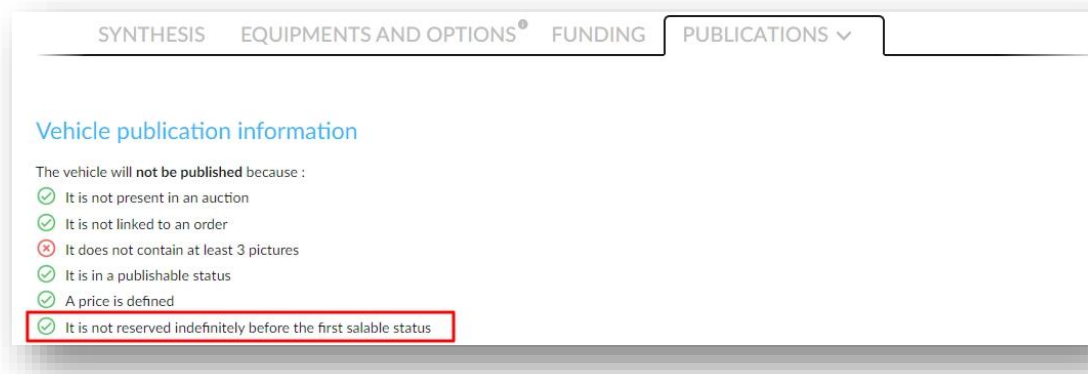 SYNTHESIS EQUIPMENTS AND OPTIONS FUNDING PUBLICATIONS
Vehicle publication information
The vehicle will not be published because :
It is not present in an auction
It is not linked to an order
It does not contain at least 3 pictures
It is in a publishable status
A price is defined
It is not reserved indefinitely before the first salable status